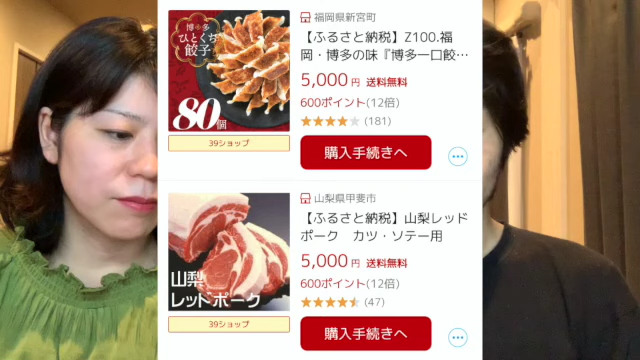 福岡県新宮町
博多
ひとくち
餃子
80個
39ショップ
【ふるさと納税】Z100.福
岡・博多の味『博多一口餃…
5,000円 送料無料
600ポイント(12倍)
(181)
購入手続きへ
山梨県甲斐市
山梨
レッドポーク
39ショップ
【ふるさと納税】山梨レッド
ポーク カツ・ソテー用
5,000円 送料無料
600ポイント(12倍)
(47)
購入手続きへ